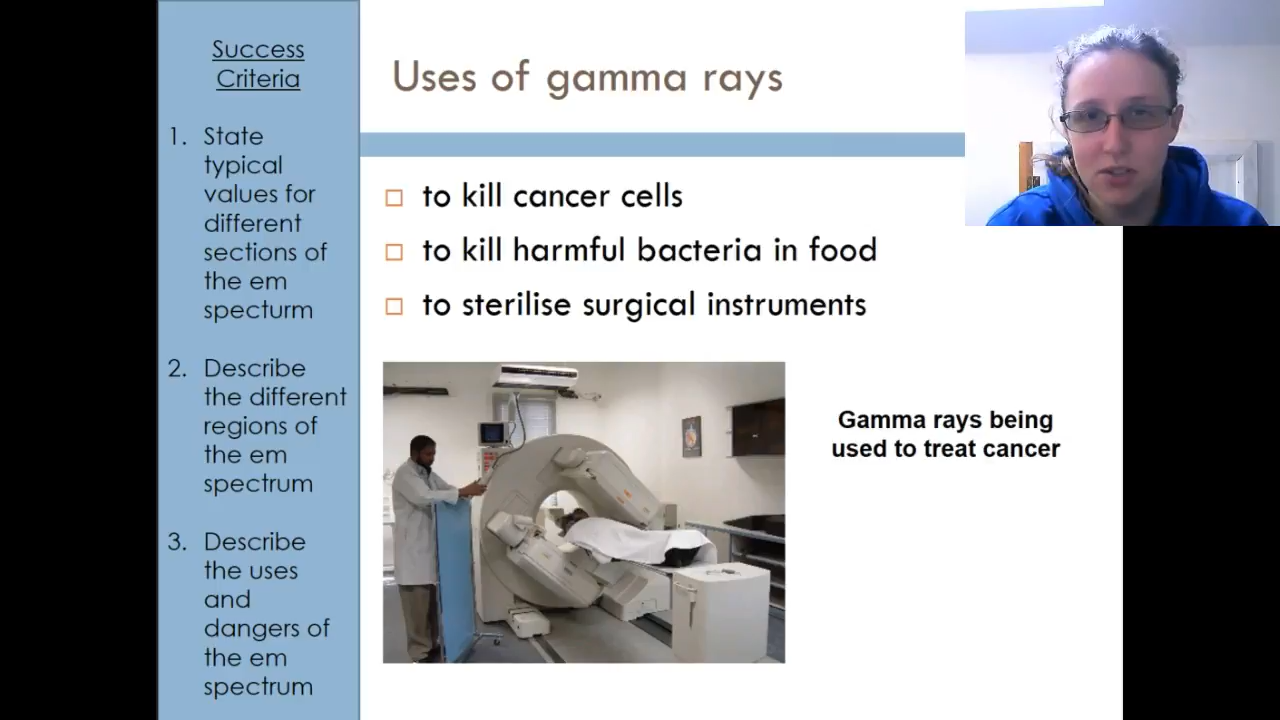 Success
Criteria
1. State
typical
values for
different
sections of
the em
specturm
2. Describe
the different
regions of
the em
spectrum
3. Describe
the uses
and
dangers of
the em
spectrum
Uses of gamma rays
to kill cancer cells
to kill harmful bacteria in food
to sterilise surgical instruments
Gamma rays being
used to treat cancer